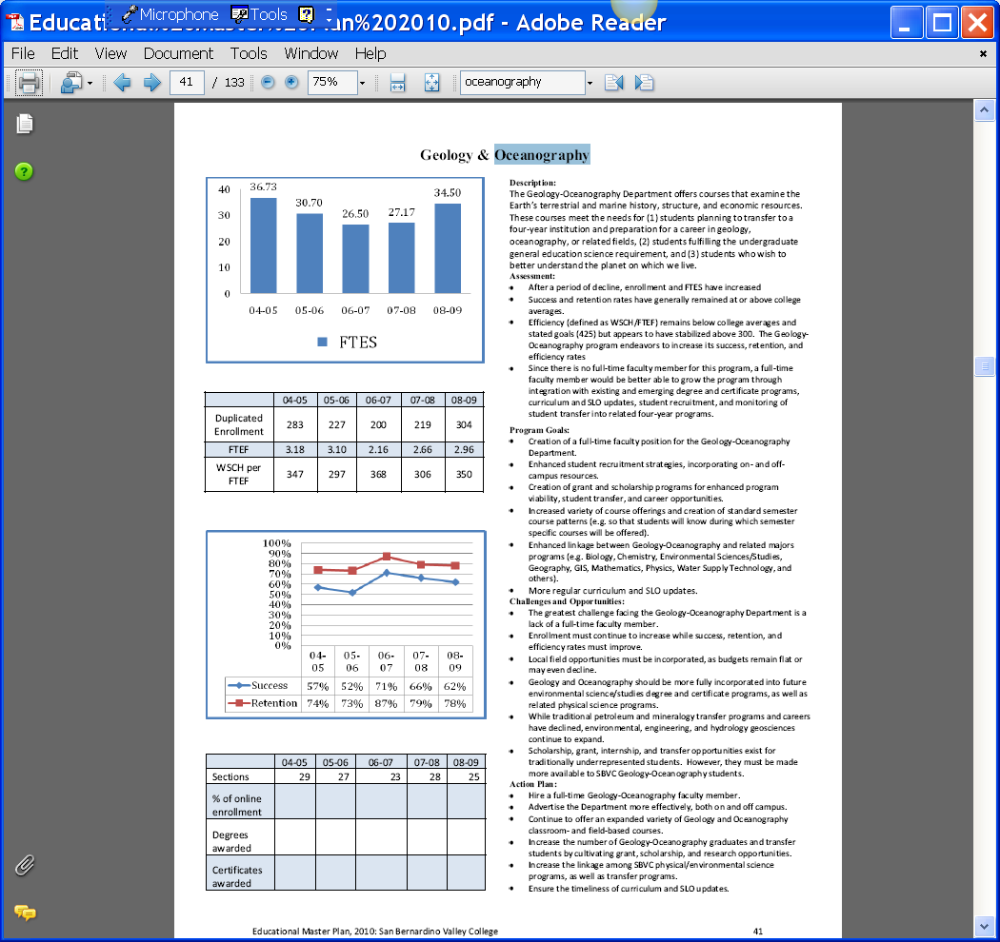 Educational%20Master%20Plan%202010.pdf - Adobe Reader
Microphone Tools
File Edit View Document Tools Window Help
41 / 133 75% oceanography
Geology & Oceanography
40 36.73 30.70 26.50 27.17 34.50
30
20
10
0
04-05 05-06 06-07 07-08 08-09
FTES
04-05 05-06 06-07 07-08 08-09
Duplicated Enrollment 283 227 200 219 304
FTEF 3.18 3.10 2.16 2.66 2.96
WSCH per FTEF 347 297 368 306 350
100%
90%
80%
70%
60%
50%
40%
30%
20%
10%
0%
04-05 05-06 06-07 07-08 08-09
Success 57% 52% 71% 66% 62%
Retention 74% 73% 87% 79% 78%
04-05 05-06 06-07 07-08 08-09
Sections 29 27 23 28 25
% of online enrollment
Degrees awarded
Certificates awarded
Description:
The Geology-Oceanography Department offers courses that examine the
Earth's terrestrial and marine history, structure, and economic resources.
These courses meet the needs for (1) students planning to transfer to a
four-year institution and preparation for a career in geology,
oceanography, or related fields, (2) students fulfilling the undergraduate
general education science requirement, and (3) students who wish to
better understand the planet on which we live.
Assessment:
• After a period of decline, enrollment and FTES have increased
• Success and retention rates have generally remained at or above college
averages.
• Efficiency (defined as WSCH/FTEF) remains below college averages and
stated goals (425) but appears to have stabilized above 300. The Geology-
Oceanography program endeavors to increase its success, retention, and
efficiency rates
• Since there is no full-time faculty member for this program, a full-time
faculty member would be better able to grow the program through
integration with existing and emerging degree and certificate programs,
curriculum and SLO updates, student recruitment, and monitoring of
student transfer into related four-year programs.
Program Goals:
• Creation of a full-time faculty position for the Geology-Oceanography
Department.
• Enhanced student recruitment strategies, incorporating on- and off-
campus resources.
• Creation of grant and scholarship programs for enhanced program
viability, student transfer, and career opportunities.
• Increased variety of course offerings and creation of standard semester
course patterns (e.g. so that students will know during which semester
specific courses will be offered).
• Enhanced linkage between Geology-Oceanography and related majors
programs (e.g. Biology, Chemistry, Environmental Sciences/Studies,
Geography, GIS, Mathematics, Physics, Water Supply Technology, and
others).
• More regular curriculum and SLO updates.
Challenges and Opportunities:
• The greatest challenge facing the Geology-Oceanography Department is a
lack of a full-time faculty member.
• Enrollment must continue to increase while success, retention, and
efficiency rates must improve.
• Local field opportunities must be incorporated, as budgets remain flat or
may even decline.
• Geology and Oceanography should be more fully incorporated into future
environmental science/studies degree and certificate programs, as well as
related physical science programs.
• While traditional petroleum and mineralogy transfer programs and careers
have declined, environmental, engineering, and hydrology geosciences
continue to expand.
• Scholarship, grant, internship, and transfer opportunities exist for
traditionally underrepresented students. However, they must be made
more available to SBVC Geology-Oceanography students.
Action Plan:
• Hire a full-time Geology-Oceanography faculty member.
• Advertise the Department more effectively, both on and off campus.
• Continue to offer an expanded variety of Geology and Oceanography
classroom- and field-based courses.
• Increase the number of Geology-Oceanography graduates and transfer
students by cultivating grant, scholarship, and research opportunities.
• Increase the linkage among SBVC physical/environmental science
programs, as well as transfer programs.
• Ensure the timeliness of curriculum and SLO updates.
Educational Master Plan, 2010: San Bernardino Valley College 41